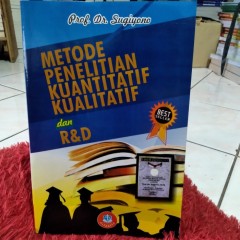 Prof. Dr. Sugiyono
METODE
PENELITIAN
KUANTITATIF
KUALITATIF
dan
R&D
BEST
SELLER